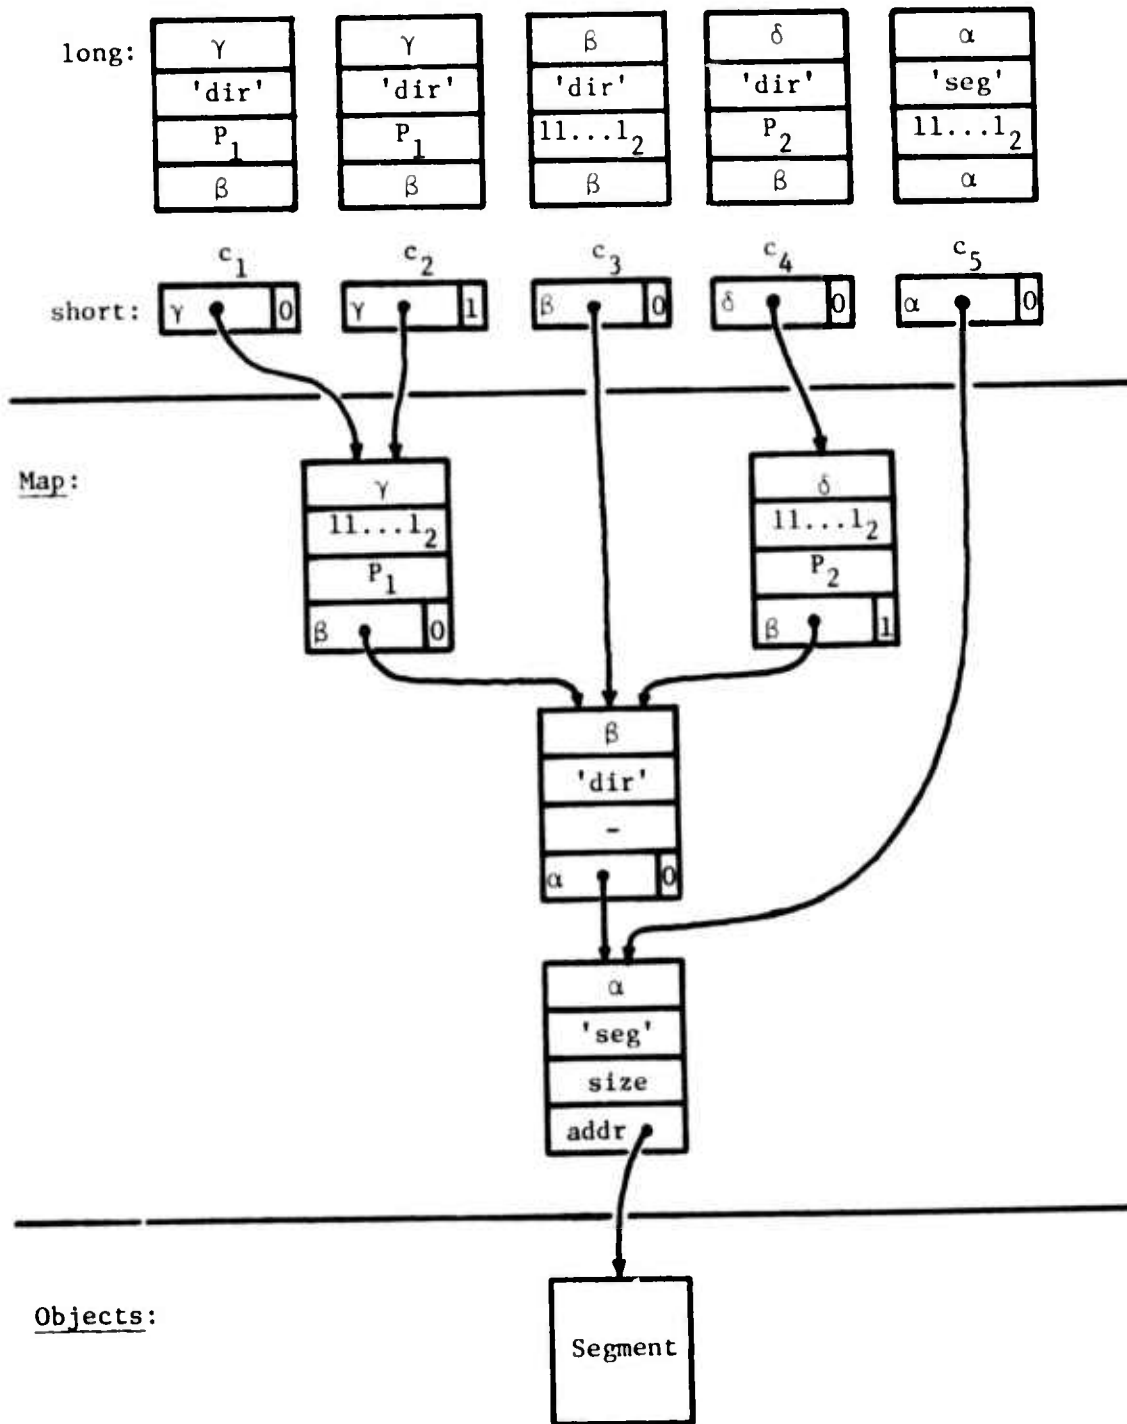 long: γ γ β δ α
'dir' 'dir' 'dir' 'dir' 'seg'
P1 P1 11...12 P2 11...12
β β β β α
c1 c2 c3 c4 c5
short: γ 0 γ 1 β 0 δ 0 α 0
Map:
γ δ
11...12 11...12
P1 P2
β 0 β 1
β
'dir'
-
α 0
α
'seg'
size
addr
Objects:
Segment